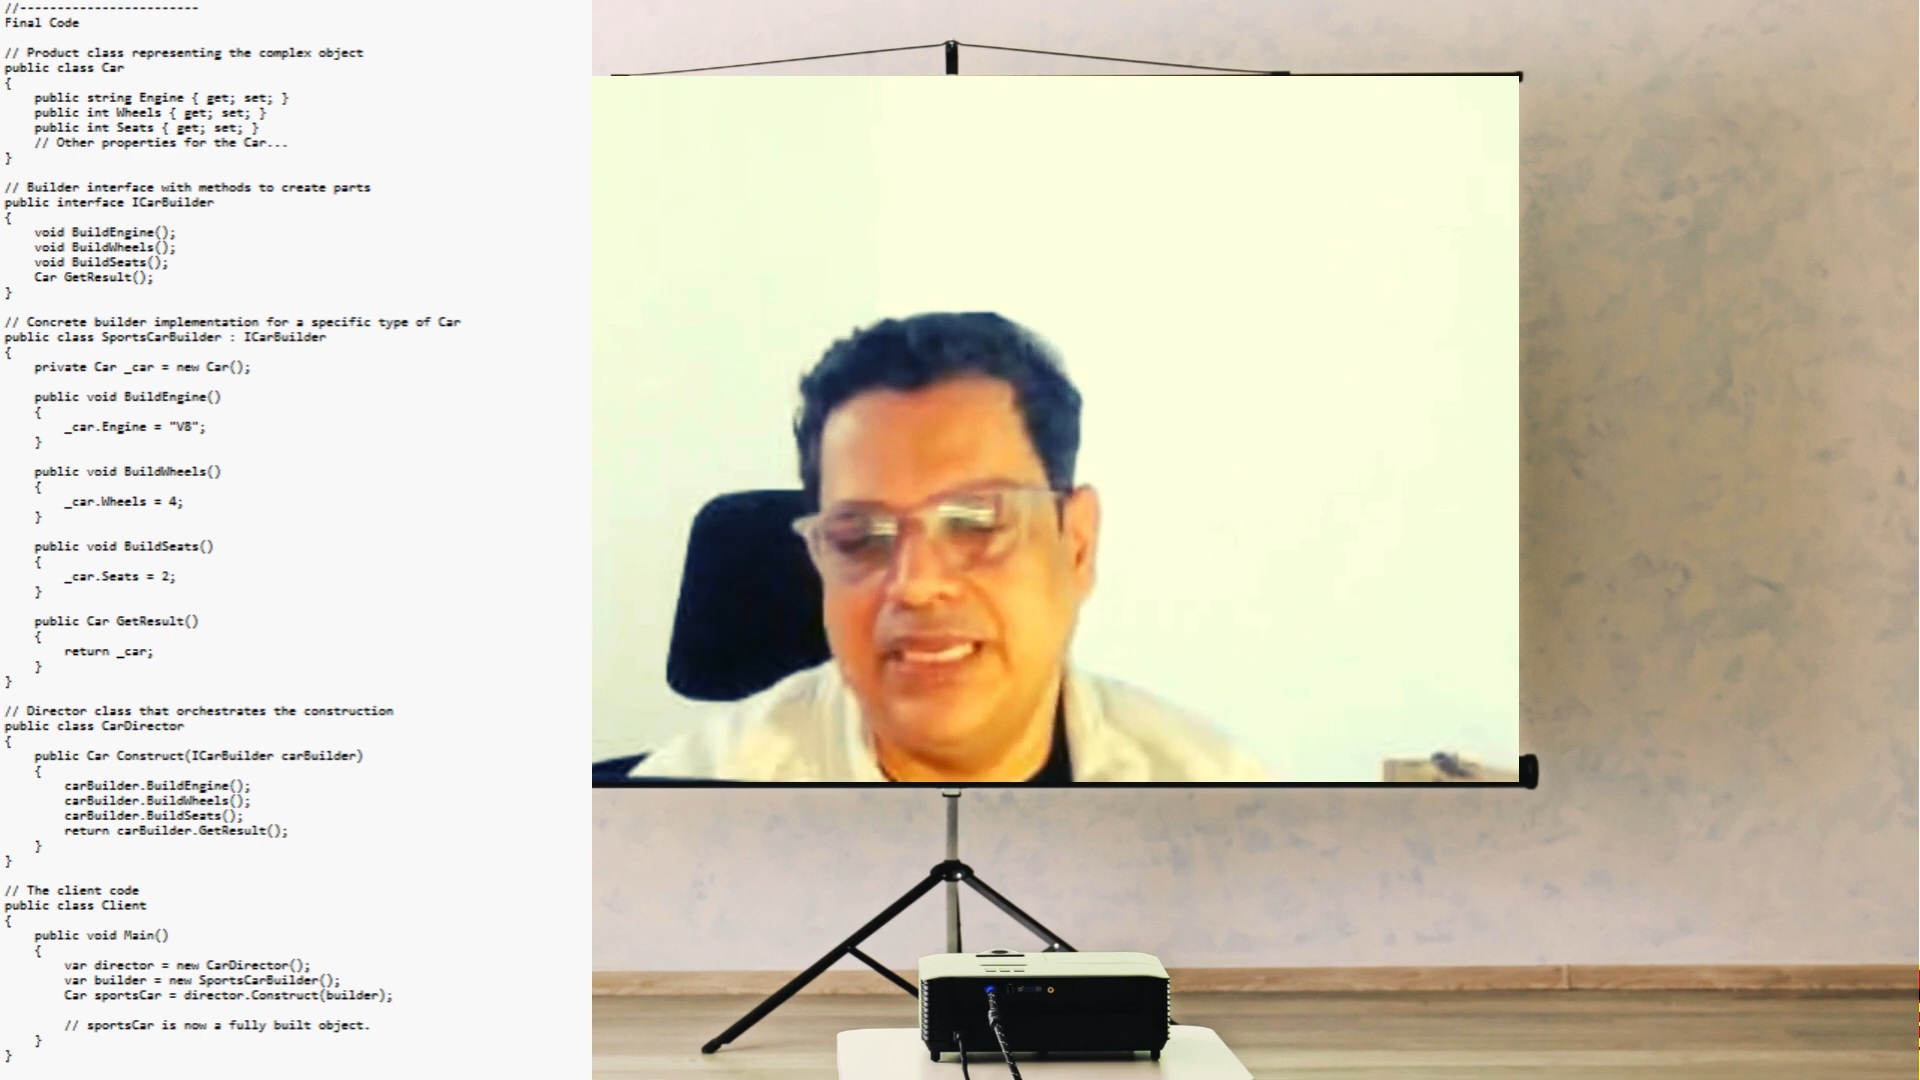 //------------------------
Final Code
// Product class representing the complex object
public class Car
{
public string Engine { get; set; }
public int Wheels { get; set; }
public int Seats { get; set; }
// Other properties for the Car...
}
// Builder interface with methods to create parts
public interface ICarBuilder
{
void BuildEngine();
void BuildWheels();
void BuildSeats();
Car GetResult();
}
// Concrete builder implementation for a specific type of Car
public class SportsCarBuilder : ICarBuilder
{
private Car _car = new Car();
public void BuildEngine()
{
_car.Engine = "V8";
}
public void BuildWheels()
{
_car.Wheels = 4;
}
public void BuildSeats()
{
_car.Seats = 2;
}
public Car GetResult()
{
return _car;
}
}
// Director class that orchestrates the construction
public class CarDirector
{
public Car Construct(ICarBuilder carBuilder)
{
carBuilder.BuildEngine();
carBuilder.BuildWheels();
carBuilder.BuildSeats();
return carBuilder.GetResult();
}
}
// The client code
public class Client
{
public void Main()
{
var director = new CarDirector();
var builder = new SportsCarBuilder();
Car sportsCar = director.Construct(builder);
// sportsCar is now a fully built object.
}
}